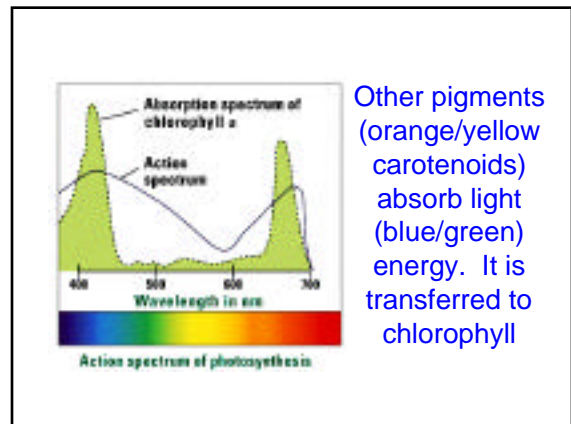 Absorption spectrum of
chlorophyll a
Action
spectrum
400
500
600
700
Wavelength in nm
Action spectrum of photosynthesis
Other pigments
(orange/yellow
carotenoids)
absorb light
(blue/green)
energy.  It is
transferred to
chlorophyll